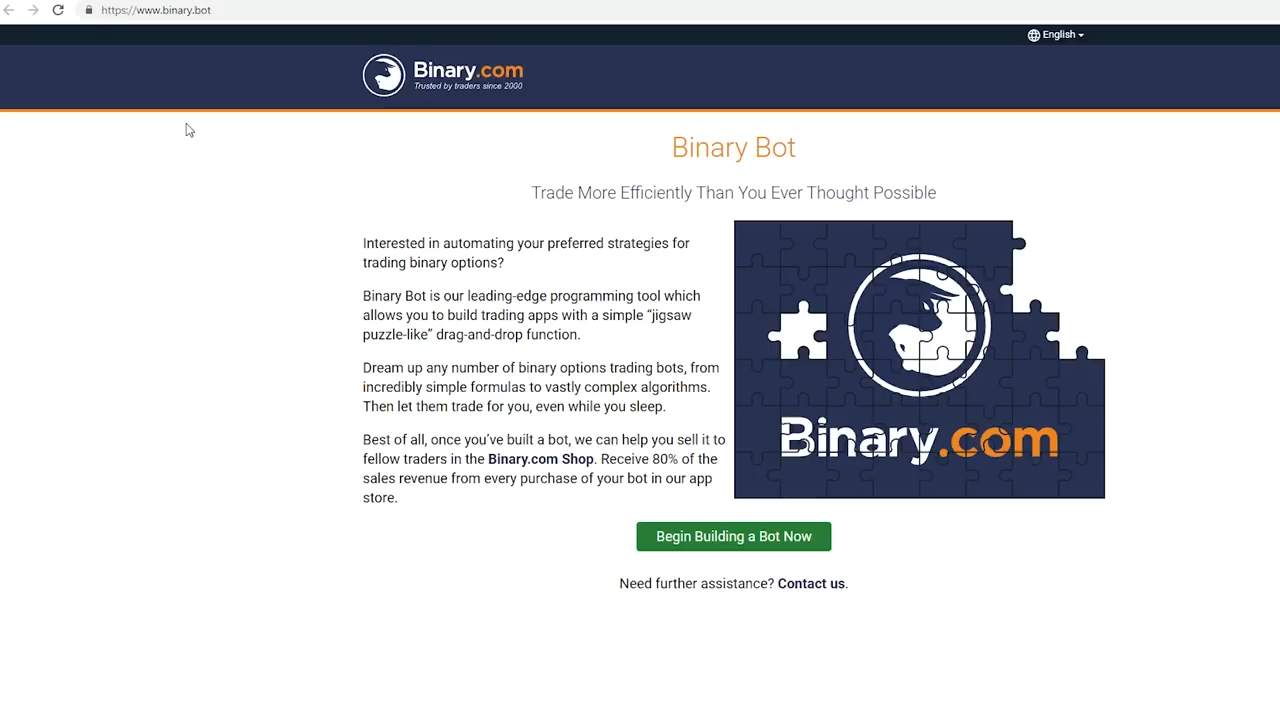 https://www.binary.bot
English
Binary.com
Trusted by traders since 2000
Binary Bot
Trade More Efficiently Than You Ever Thought Possible
Interested in automating your preferred strategies for
trading binary options?
Binary Bot is our leading-edge programming tool which
allows you to build trading apps with a simple “jigsaw
puzzle-like” drag-and-drop function.
Dream up any number of binary options trading bots, from
incredibly simple formulas to vastly complex algorithms.
Then let them trade for you, even while you sleep.
Best of all, once you’ve built a bot, we can help you sell it to
fellow traders in the Binary.com Shop. Receive 80% of the
sales revenue from every purchase of your bot in our app
store.
Binary.com
Begin Building a Bot Now
Need further assistance? Contact us.